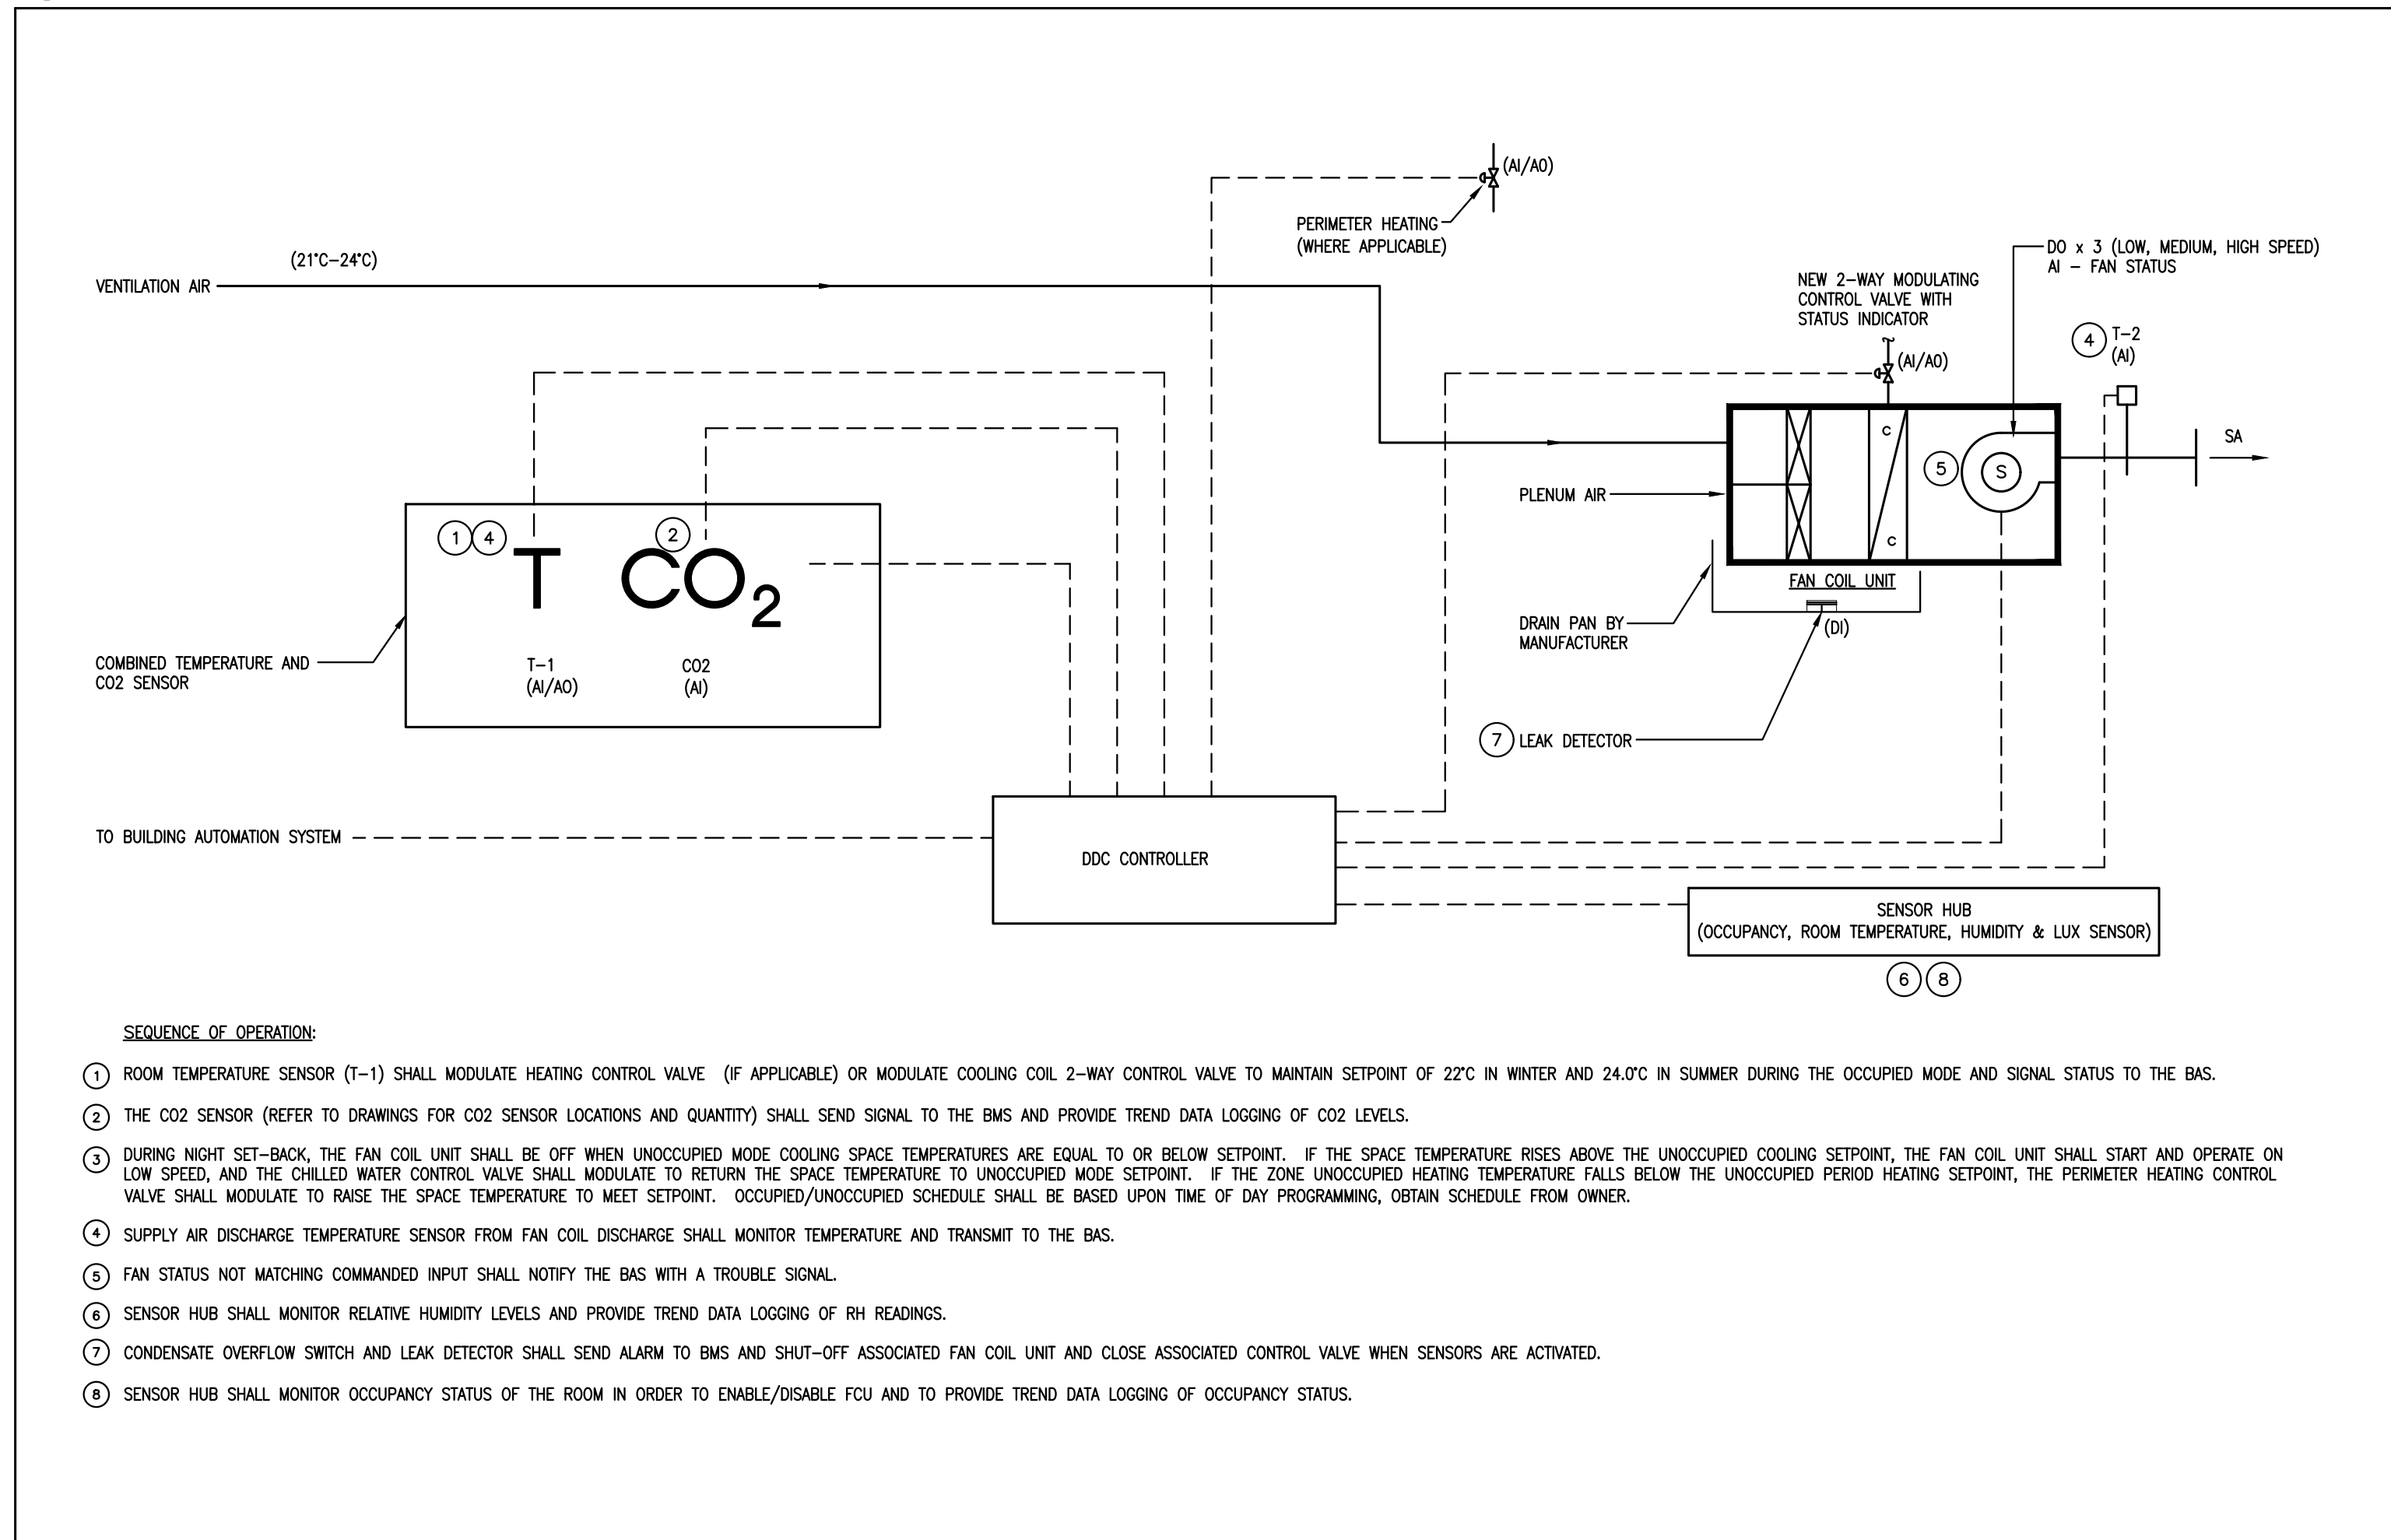 (AI/AO)
PERIMETER HEATING
(WHERE APPLICABLE)
(21°C-24°C)
VENTILATION AIR
DO x 3 (LOW, MEDIUM, HIGH SPEED)
AI - FAN STATUS
NEW 2-WAY MODULATING
CONTROL VALVE WITH
STATUS INDICATOR
(AI/AO)
4 T-2
(AI)
SA
C
C
5
S
PLENUM AIR
FAN COIL UNIT
DRAIN PAN BY
MANUFACTURER
(DI)
7 LEAK DETECTOR
1 4 2
T CO2
T-1
(AI/AO)
CO2
(AI)
COMBINED TEMPERATURE AND
CO2 SENSOR
TO BUILDING AUTOMATION SYSTEM
DDC CONTROLLER
SENSOR HUB
(OCCUPANCY, ROOM TEMPERATURE, HUMIDITY & LUX SENSOR)
6 8
SEQUENCE OF OPERATION:
1 ROOM TEMPERATURE SENSOR (T-1) SHALL MODULATE HEATING CONTROL VALVE (IF APPLICABLE) OR MODULATE COOLING COIL 2-WAY CONTROL VALVE TO MAINTAIN SETPOINT OF 22°C IN WINTER AND 24.0°C IN SUMMER DURING THE OCCUPIED MODE AND SIGNAL STATUS TO THE BAS.
2 THE CO2 SENSOR (REFER TO DRAWINGS FOR CO2 SENSOR LOCATIONS AND QUANTITY) SHALL SEND SIGNAL TO THE BMS AND PROVIDE TREND DATA LOGGING OF CO2 LEVELS.
3 DURING NIGHT SET-BACK, THE FAN COIL UNIT SHALL BE OFF WHEN UNOCCUPIED MODE COOLING SPACE TEMPERATURES ARE EQUAL TO OR BELOW SETPOINT. IF THE SPACE TEMPERATURE RISES ABOVE THE UNOCCUPIED COOLING SETPOINT, THE FAN COIL UNIT SHALL START AND OPERATE ON
LOW SPEED, AND THE CHILLED WATER CONTROL VALVE SHALL MODULATE TO RETURN THE SPACE TEMPERATURE TO UNOCCUPIED MODE SETPOINT. IF THE ZONE UNOCCUPIED HEATING TEMPERATURE FALLS BELOW THE UNOCCUPIED PERIOD HEATING SETPOINT, THE PERIMETER HEATING CONTROL
VALVE SHALL MODULATE TO RAISE THE SPACE TEMPERATURE TO MEET SETPOINT. OCCUPIED/UNOCCUPIED SCHEDULE SHALL BE BASED UPON TIME OF DAY PROGRAMMING, OBTAIN SCHEDULE FROM OWNER.
4 SUPPLY AIR DISCHARGE TEMPERATURE SENSOR FROM FAN COIL DISCHARGE SHALL MONITOR TEMPERATURE AND TRANSMIT TO THE BAS.
5 FAN STATUS NOT MATCHING COMMANDED INPUT SHALL NOTIFY THE BAS WITH A TROUBLE SIGNAL.
6 SENSOR HUB SHALL MONITOR RELATIVE HUMIDITY LEVELS AND PROVIDE TREND DATA LOGGING OF RH READINGS.
7 CONDENSATE OVERFLOW SWITCH AND LEAK DETECTOR SHALL SEND ALARM TO BMS AND SHUT-OFF ASSOCIATED FAN COIL UNIT AND CLOSE ASSOCIATED CONTROL VALVE WHEN SENSORS ARE ACTIVATED.
8 SENSOR HUB SHALL MONITOR OCCUPANCY STATUS OF THE ROOM IN ORDER TO ENABLE/DISABLE FCU AND TO PROVIDE TREND DATA LOGGING OF OCCUPANCY STATUS.